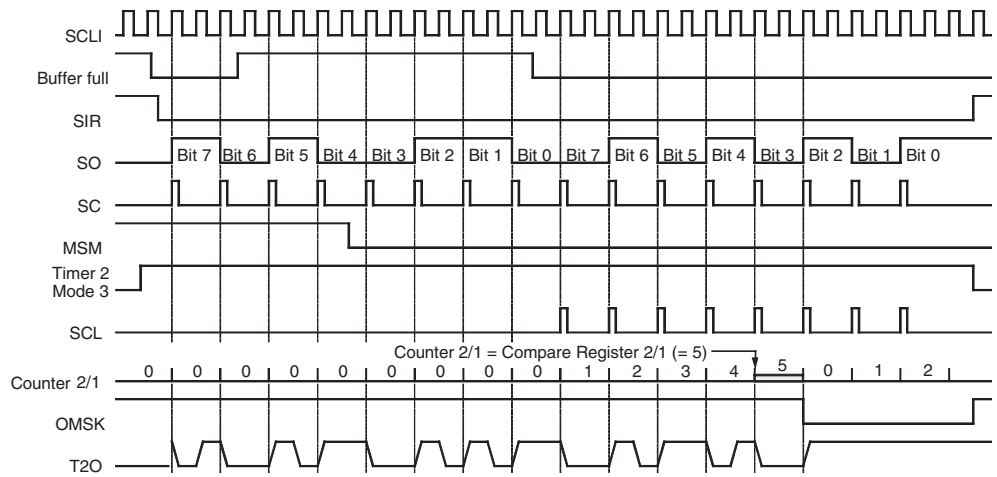 SCLI
Buffer full
SIR
SO Bit 7 Bit 6 Bit 5 Bit 4 Bit 3 Bit 2 Bit 1 Bit 0 Bit 7 Bit 6 Bit 5 Bit 4 Bit 3 Bit 2 Bit 1 Bit 0
SC
MSM
Timer 2
Mode 3
SCL
Counter 2/1 = Compare Register 2/1 (= 5)
Counter 2/1 0 0 0 0 0 0 0 0 0 1 2 3 4 5 0 1 2
OMSK
T2O